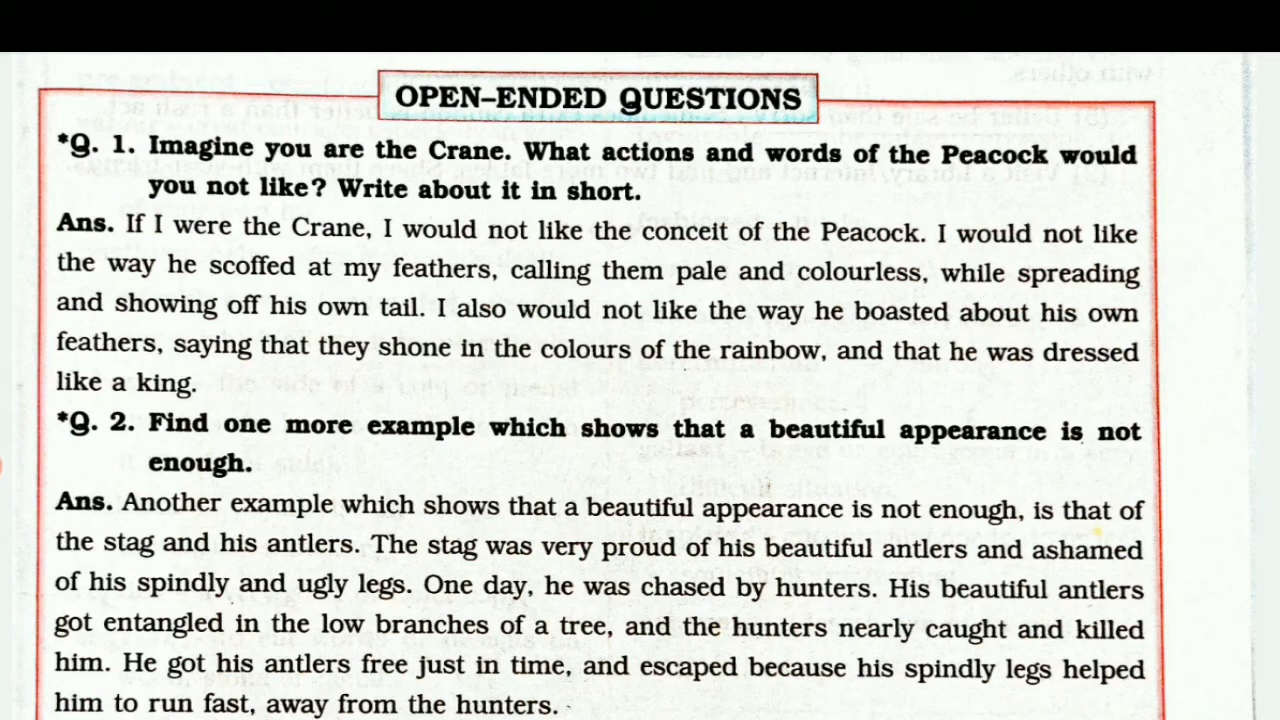 OPEN-ENDED QUESTIONS
*Q. 1. Imagine you are the Crane. What actions and words of the Peacock would
you not like? Write about it in short.
Ans. If I were the Crane, I would not like the conceit of the Peacock. I would not like
the way he scoffed at my feathers, calling them pale and colourless, while spreading
and showing off his own tail. I also would not like the way he boasted about his own
feathers, saying that they shone in the colours of the rainbow, and that he was dressed
like a king.
*Q. 2. Find one more example which shows that a beautiful appearance is not
enough.
Ans. Another example which shows that a beautiful appearance is not enough, is that of
the stag and his antlers. The stag was very proud of his beautiful antlers and ashamed
of his spindly and ugly legs. One day, he was chased by hunters. His beautiful antlers
got entangled in the low branches of a tree, and the hunters nearly caught and killed
him. He got his antlers free just in time, and escaped because his spindly legs helped
him to run fast, away from the hunters.